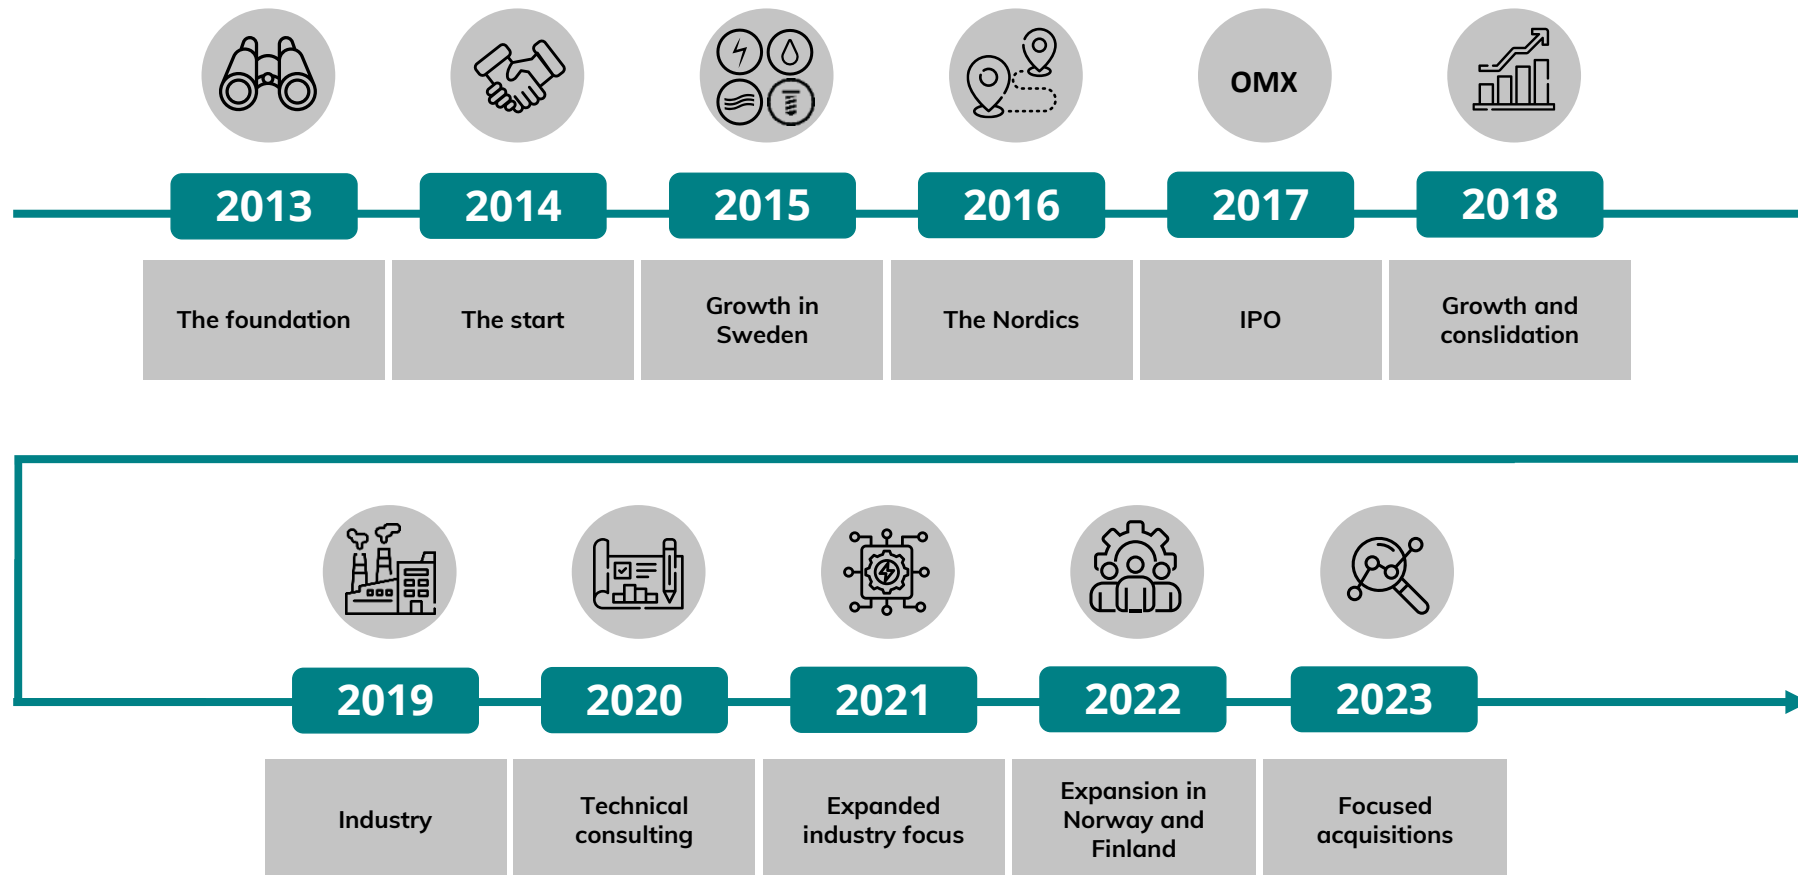 OMX
2013
2014
2015
2016
2017
2018
The foundation
The start
Growth in
Sweden
The Nordics
IPO
Growth and
conslidation
2019
2020
2021
2022
2023
Industry
Technical
consulting
Expanded
industry focus
Expansion in
Norway and
Finland
Focused
acquisitions